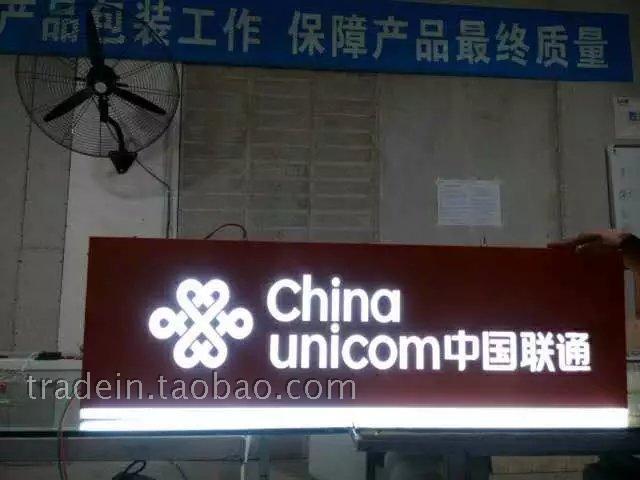 产品包装工作 保障产品最终质量
China
unicom中国联通
tradein.taobao.com